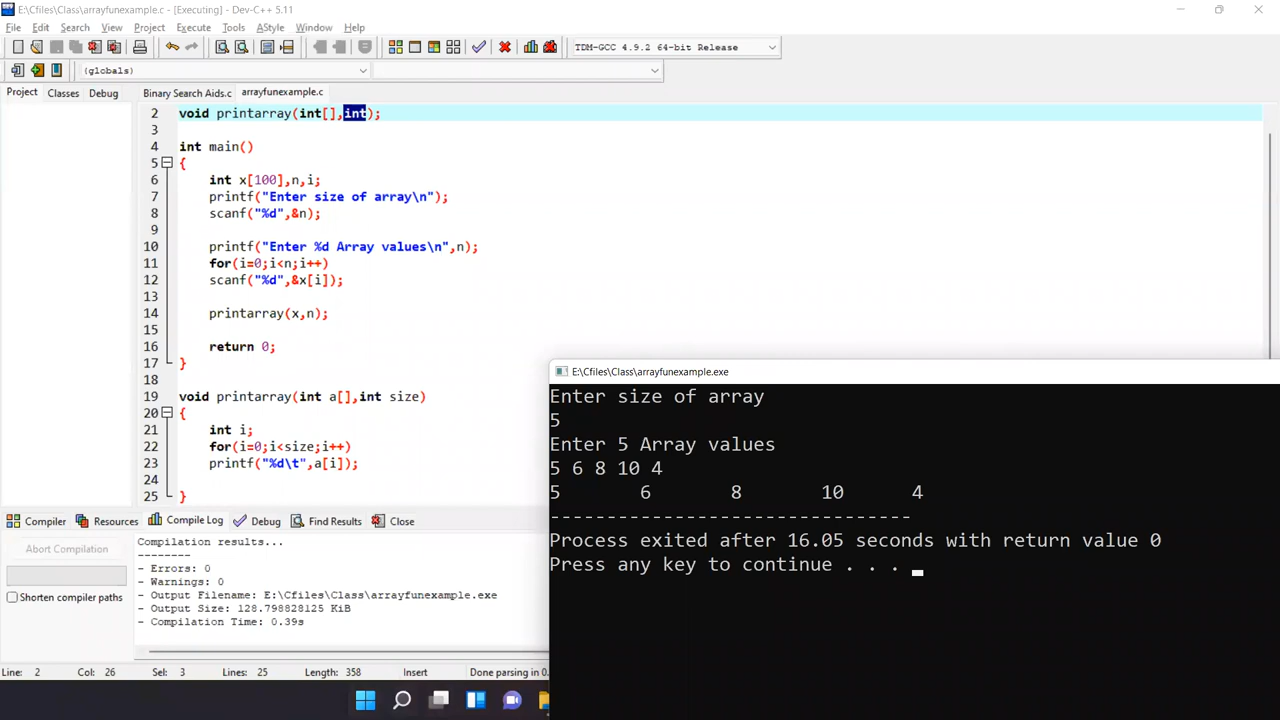 E:\Cfiles\Class\arrayfunexample.c - [Executing] - Dev-C++ 5.11
File Edit Search View Project Execute Tools AStyle Window Help
TDM-GCC 4.9.2 64-bit Release
(globals)
Project Classes Debug Binary Search Aids.c arrayfunexample.c
2 void printarray(int[],int);
3
4 int main()
5 {
6 int x[100],n,i;
7 printf("Enter size of array\n");
8 scanf("%d",&n);
9
10 printf("Enter %d Array values\n",n);
11 for(i=0;i<n;i++)
12 scanf("%d",&x[i]);
13
14 printarray(x,n);
15
16 return 0;
17 }
18
19 void printarray(int a[],int size)
20 {
21 int i;
22 for(i=0;i<size;i++)
23 printf("%d\t",a[i]);
24
25 }
E:\Cfiles\Class\arrayfunexample.exe
Enter size of array
5
Enter 5 Array values
5 6 8 10 4
5 6 8 10 4
--------------------------------
Process exited after 16.05 seconds with return value 0
Press any key to continue . . .
Compiler Resources Compile Log Debug Find Results Close
Abort Compilation
Shorten compiler paths
Compilation results...
--------
- Errors: 0
- Warnings: 0
- Output Filename: E:\Cfiles\Class\arrayfunexample.exe
- Output Size: 128.798828125 KiB
- Compilation Time: 0.39s
Line: 2 Col: 26 Sel: 3 Lines: 25 Length: 358 Insert Done parsing in 0.